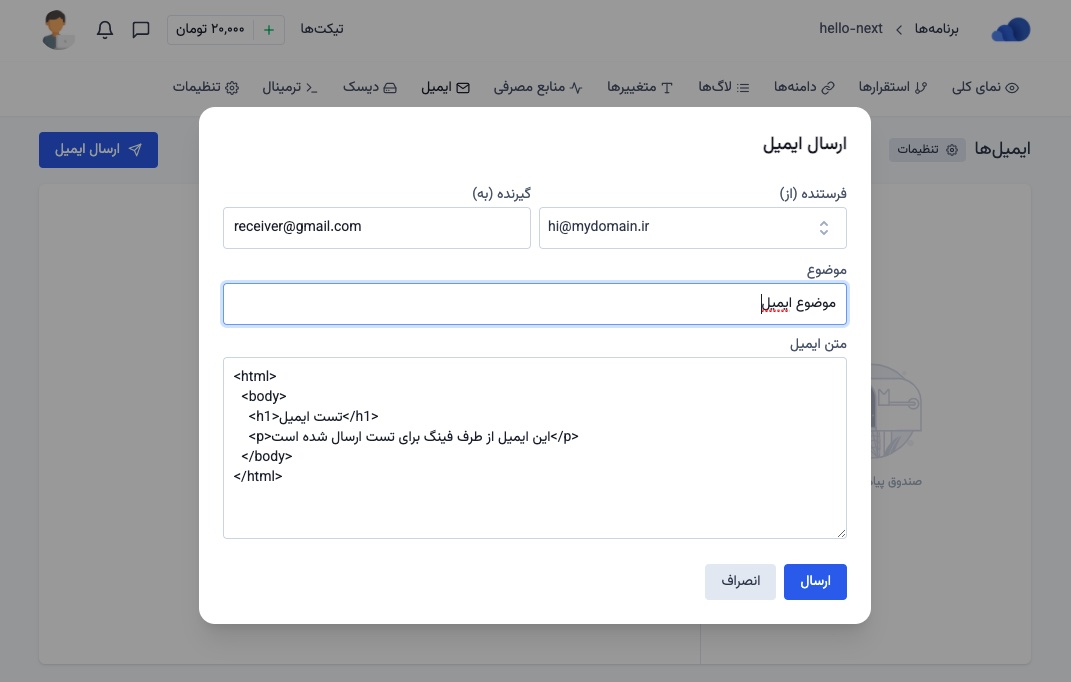 برنامه‌ها
hello-next
تیکت‌ها
+ ۲۰,۰۰۰ تومان
نمای کلی
استقرارها
دامنه‌ها
لاگ‌ها
متغییرها
منابع مصرفی
ایمیل
دیسک
ترمینال
تنظیمات
ایمیل‌ها
تنظیمات
ارسال ایمیل
ارسال ایمیل
فرستنده (از)
گیرنده (به)
hi@mydomain.ir
receiver@gmail.com
موضوع
موضوع ایمیل
متن ایمیل
<html>
<body>
<h1>تست ایمیل</h1>
<p>این ایمیل از طرف فینگ برای تست ارسال شده است</p>
</body>
</html>
صندوق
ارسال
انصراف